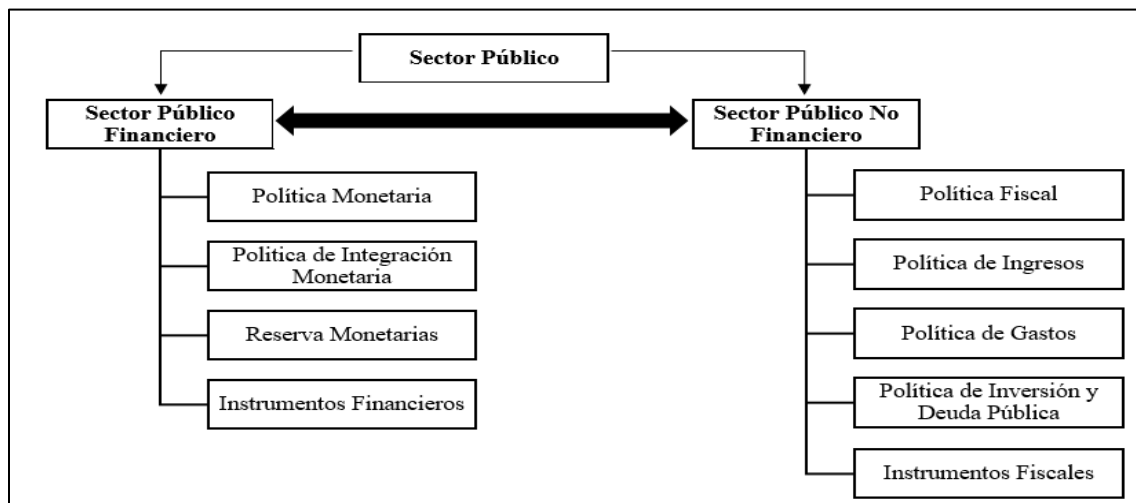 Sector Público
Sector Público
Financiero
Política Monetaria
Politica de Integración
Monetaria
Reserva Monetarias
Instrumentos Financieros
Sector Público No
Financiero
Política Fiscal
Política de Ingresos
Política de Gastos
Política de Inversión y
Deuda Pública
Instrumentos Fiscales